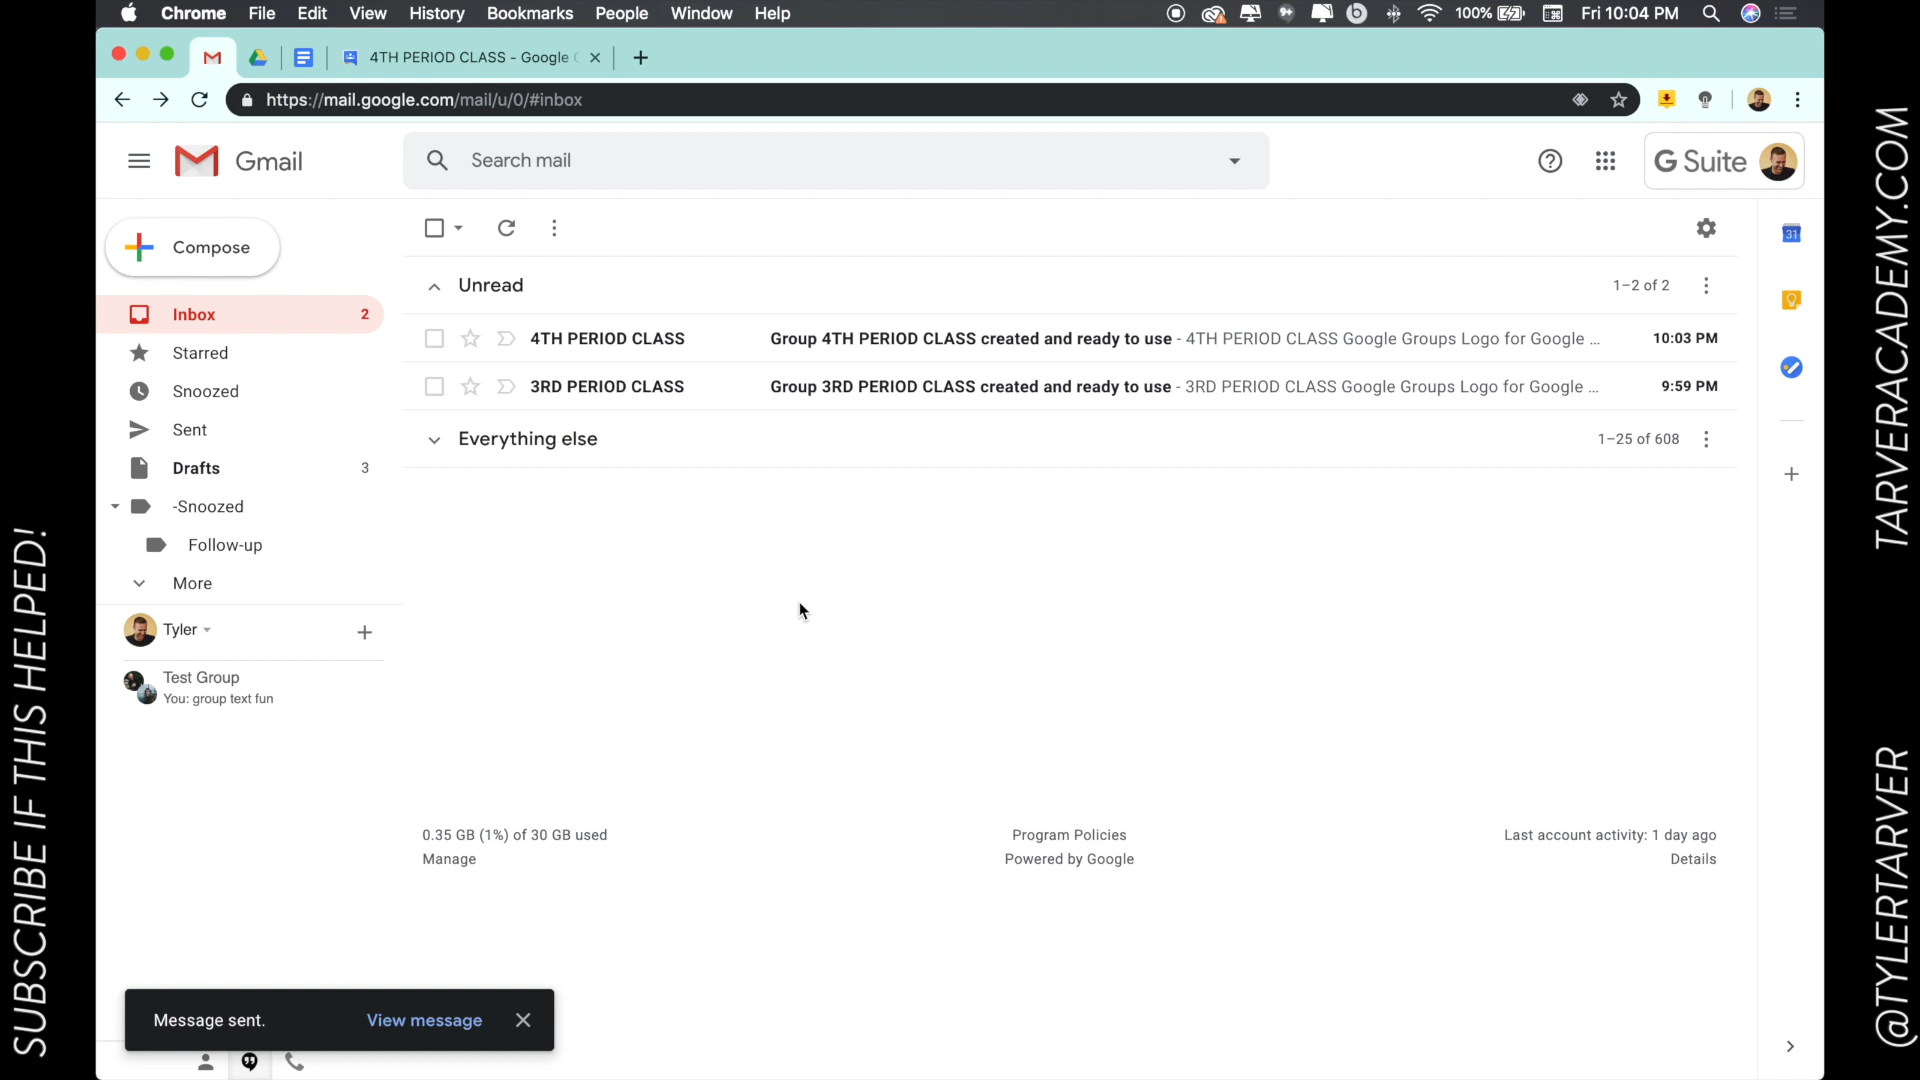 Chrome File Edit View History Bookmarks People Window Help
100% Fri 10:04 PM
4TH PERIOD CLASS - Google
https://mail.google.com/mail/u/0/#inbox
Gmail
Search mail
G Suite
Compose
Inbox 2
Starred
Snoozed
Sent
Drafts 3
-Snoozed
Follow-up
More
Tyler
Test Group
You: group text fun
Unread 1–2 of 2
4TH PERIOD CLASS Group 4TH PERIOD CLASS created and ready to use - 4TH PERIOD CLASS Google Groups Logo for Google ... 10:03 PM
3RD PERIOD CLASS Group 3RD PERIOD CLASS created and ready to use - 3RD PERIOD CLASS Google Groups Logo for Google ... 9:59 PM
Everything else 1–25 of 608
31
0.35 GB (1%) of 30 GB used
Manage
Program Policies
Powered by Google
Last account activity: 1 day ago
Details
Message sent. View message
SUBSCRIBE IF THIS HELPED!
TARVERACADEMY.COM
@TYLERTARVER